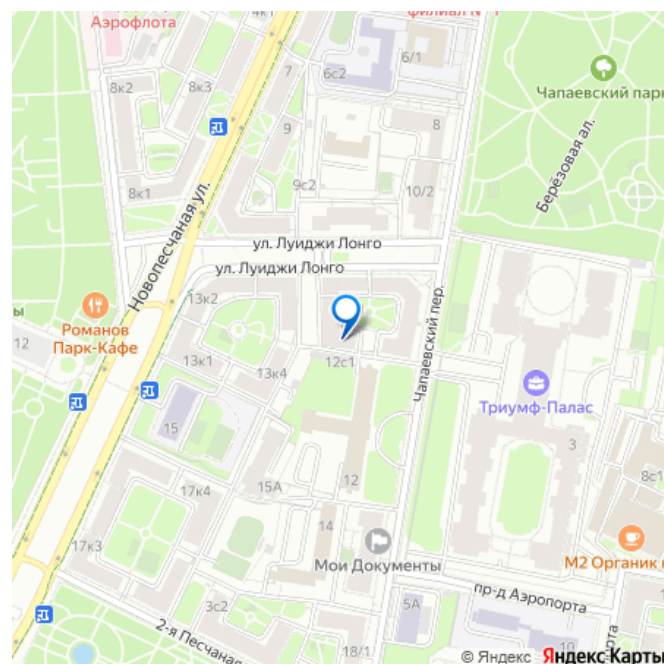 4к1
Аэрофлота
8к2
8к3
7
6с2
6/1
Чапаевский парк
Берёзовая ал.
8
9
8к1
9с2
10/2
Новопесчаная ул.
ул. Луиджи Лонго
ул. Луиджи Лонго
13к2
Романов
Парк-Кафе
12
13к1
13к4
12с1
Чапаевский пер.
Триумф-Палас
15
3
17к4
15А
12
8с1
14
Мои Документы
М2 Органик
17к3
пр-д Аэропорта
3с2
5А
2-я Песчаная
18/1
10
© Яндекс Яндекс Карты